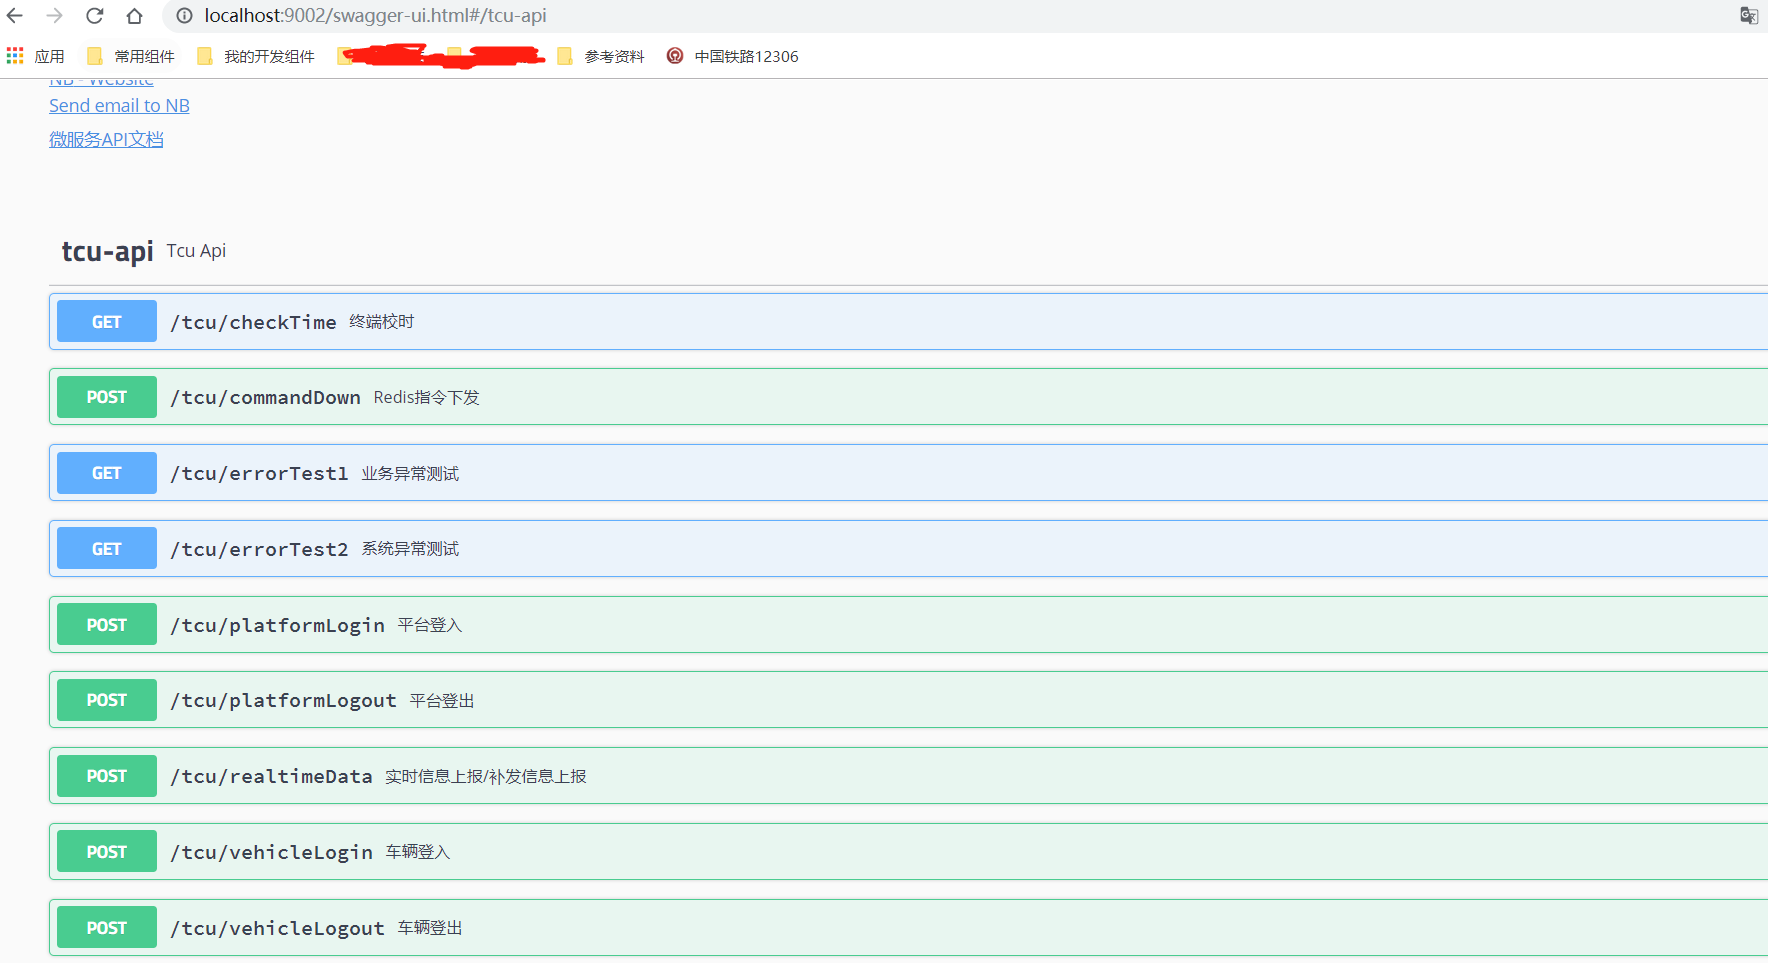 localhost:9002/swagger-ui.html#/tcu-api
应用 常用组件 我的开发组件 参考资料 中国铁路12306
NB - Website
Send email to NB
微服务API文档
tcu-api Tcu Api
GET /tcu/checkTime 终端校时
POST /tcu/commandDown Redis指令下发
GET /tcu/errorTest1 业务异常测试
GET /tcu/errorTest2 系统异常测试
POST /tcu/platformLogin 平台登入
POST /tcu/platformLogout 平台登出
POST /tcu/realtimeData 实时信息上报/补发信息上报
POST /tcu/vehicleLogin 车辆登入
POST /tcu/vehicleLogout 车辆登出